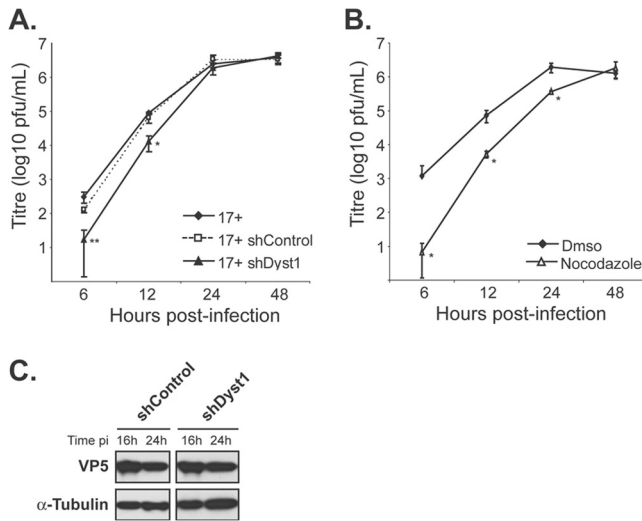 A.
7
6
5
4
3
2
1
Titre (log10 pfu/mL)
**
*
17+
17+ shControl
17+ shDyst1
6 12 24 48
Hours post-infection
B.
7
6
5
4
3
2
1
Titre (log10 pfu/mL)
*
*
*
Dmso
Nocodazole
6 12 24 48
Hours post-infection
C.
shControl
shDyst1
Time pi 16h 24h 16h 24h
VP5
α-Tubulin